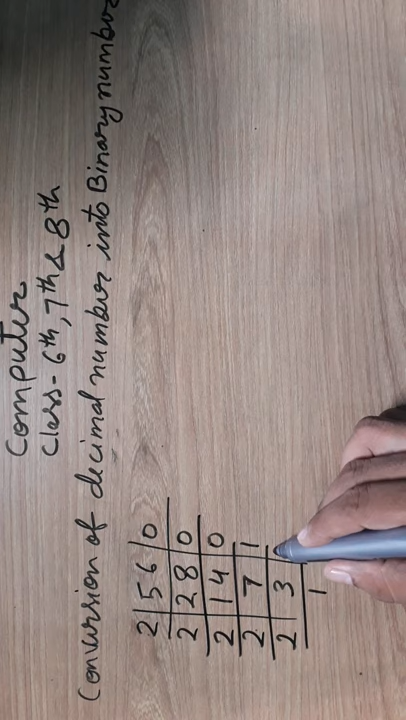 Computer
Class - 6th, 7th & 8th
Conversion of decimal number into Binary number
2 56 0
2 28 0
2 14 0
2 7 1
2 3
1